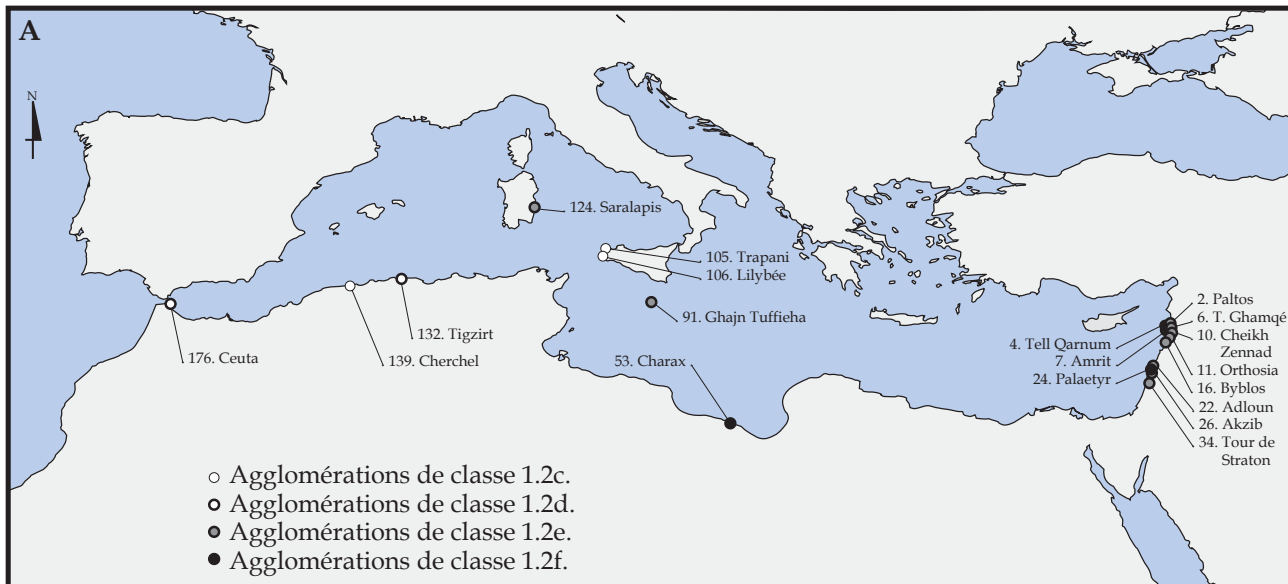 A
N
124. Saralapis
105. Trapani
106. Lilybée
91. Ghajn Tuffieha
132. Tigzirt
139. Cherchel
176. Ceuta
53. Charax
4. Tell Qarnum
7. Amrit
24. Palaetyr
2. Paltos
6. T. Ghamqé
10. Cheikh
Zennad
11. Orthosia
16. Byblos
22. Adloun
26. Akzib
34. Tour de
Straton
Agglomérations de classe 1.2c.
Agglomérations de classe 1.2d.
Agglomérations de classe 1.2e.
Agglomérations de classe 1.2f.